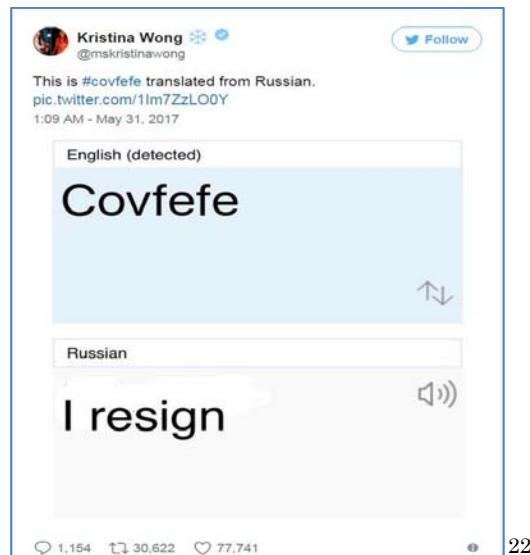 Kristina Wong
@mskristinawong
Follow
This is #covfefe translated from Russian.
pic.twitter.com/1Im7ZzLO0Y
1:09 AM - May 31, 2017
English (detected)
Covfefe
Russian
I resign
1,154 30,622 77,741
22